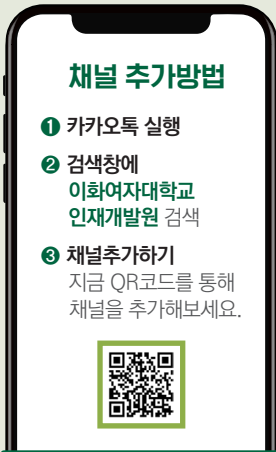 채널 추가방법
❶ 카카오톡 실행
❷ 검색창에
이화여자대학교
인재개발원 검색
❸ 채널추가하기
지금 QR코드를 통해
채널을 추가해보세요.